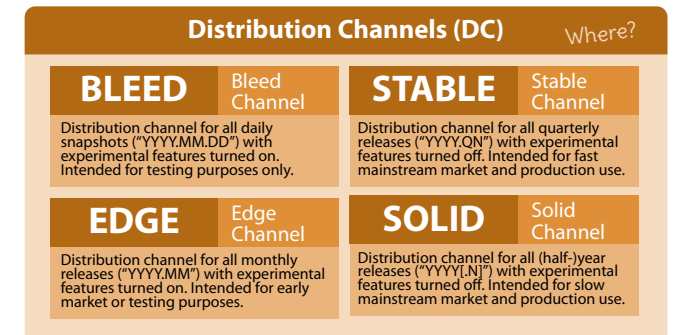 Distribution Channels (DC)
Where?
BLEED
Bleed
Channel
Distribution channel for all daily
snapshots (“YYYY.MM.DD”) with
experimental features turned on.
Intended for testing purposes only.
STABLE
Stable
Channel
Distribution channel for all quarterly
releases (“YYYY.QN”) with experimental
features turned off. Intended for fast
mainstream market and production use.
EDGE
Edge
Channel
Distribution channel for all monthly
releases (“YYYY.MM”) with experimental
features turned on. Intended for early
market or testing purposes.
SOLID
Solid
Channel
Distribution channel for all (half-)year
releases (“YYYY[.N]”) with experimental
features turned off. Intended for slow
mainstream market and production use.